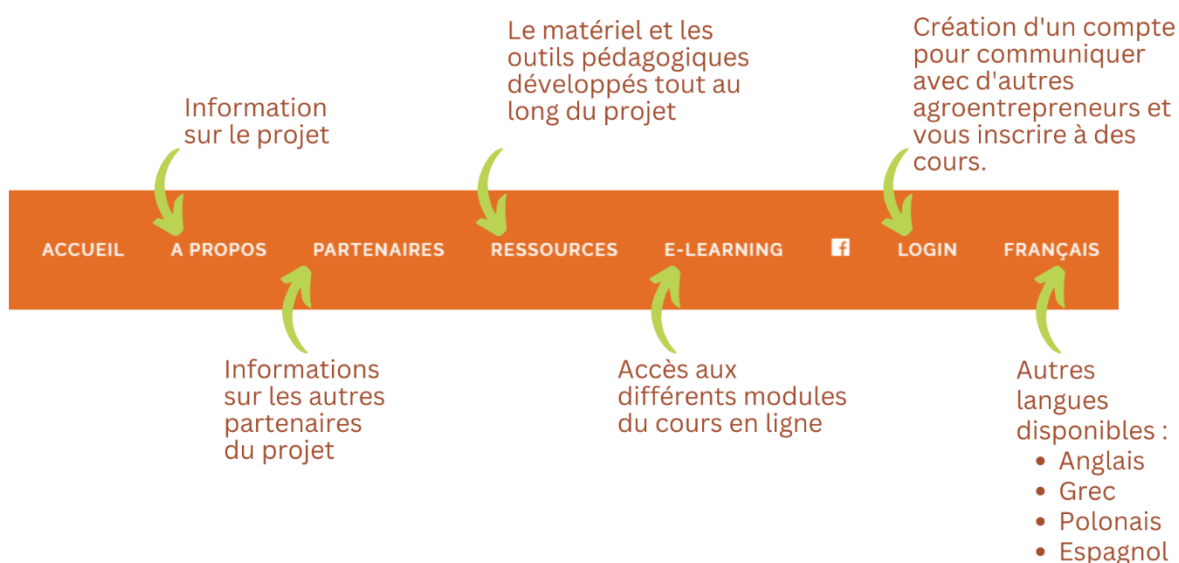 Le matériel et les
outils pédagogiques
développés tout au
long du projet
Création d'un compte
pour communiquer
avec d'autres
agroentrepreneurs et
vous inscrire à des
cours.
Information
sur le projet
ACCUEIL A PROPOS PARTENAIRES RESSOURCES E-LEARNING LOGIN FRANÇAIS
Informations
sur les autres
partenaires
du projet
Accès aux
différents modules
du cours en ligne
Autres
langues
disponibles :
• Anglais
• Grec
• Polonais
• Espagnol